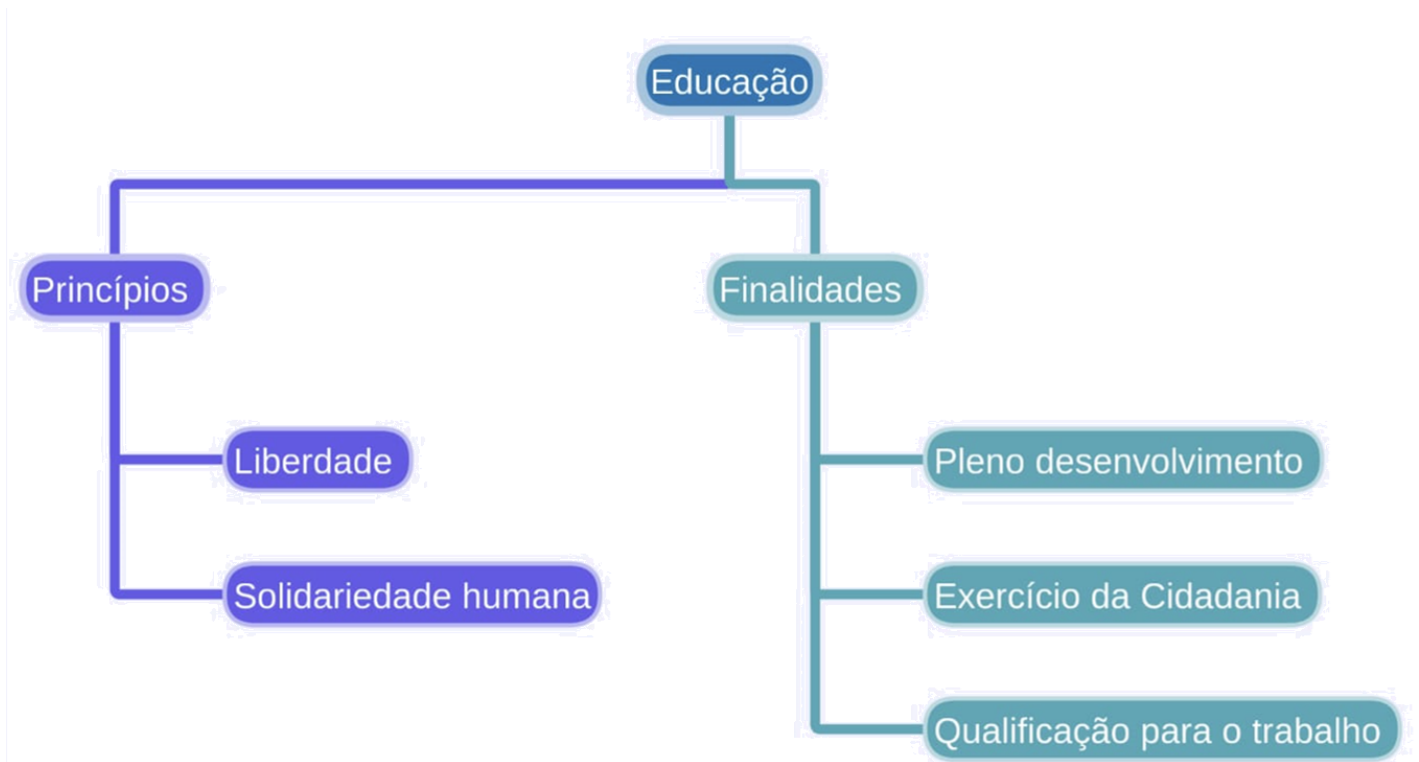 Educação
Princípios
Finalidades
Liberdade
Pleno desenvolvimento
Solidariedade humana
Exercício da Cidadania
Qualificação para o trabalho